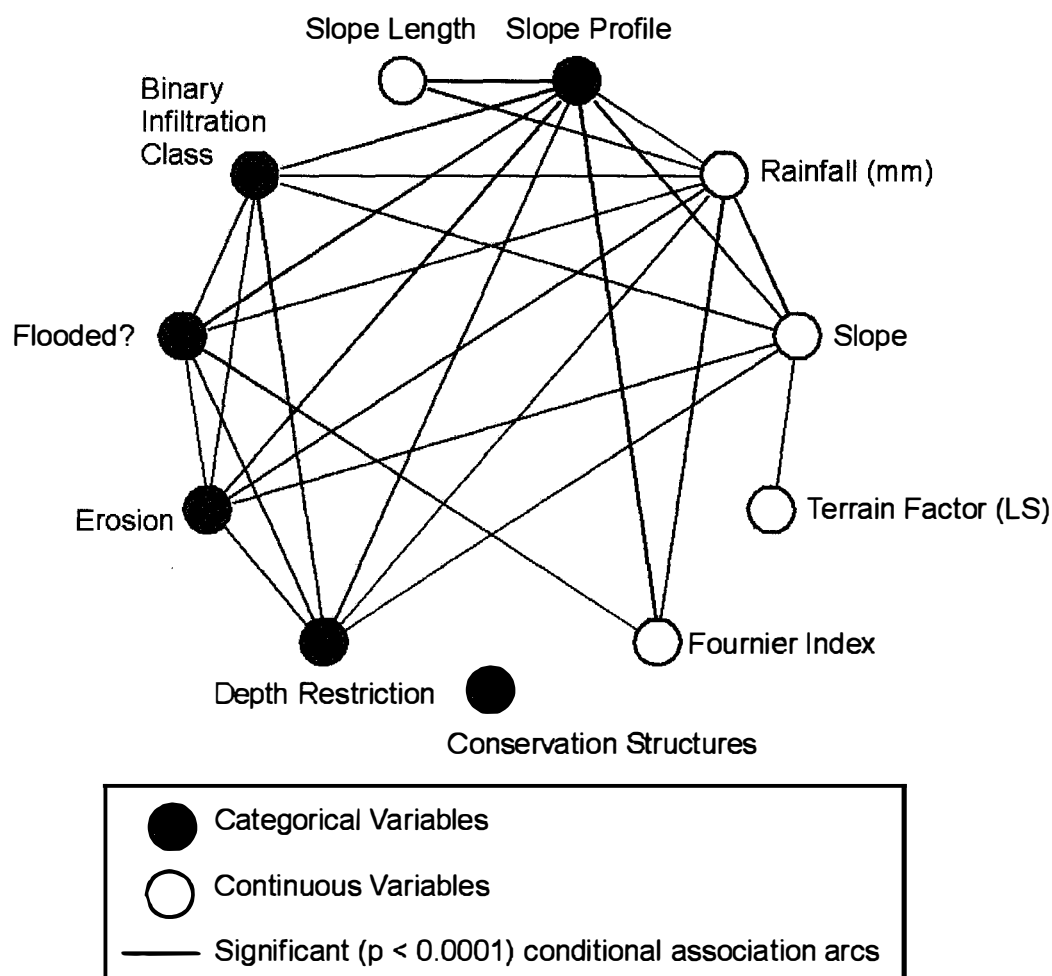 Slope Length Slope Profile
Binary
Infiltration
Class
Rainfall (mm)
Flooded?
Slope
Erosion
Terrain Factor (LS)
Fournier Index
Depth Restriction
Conservation Structures
Categorical Variables
Continuous Variables
Significant (p < 0.0001) conditional association arcs